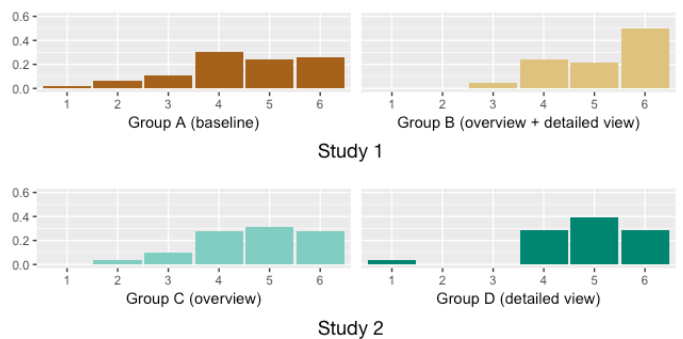 0.6
0.4
0.2
0.0
1 2 3 4 5 6 1 2 3 4 5 6
Group A (baseline) Group B (overview + detailed view)
Study 1
0.6
0.4
0.2
0.0
1 2 3 4 5 6 1 2 3 4 5 6
Group C (overview) Group D (detailed view)
Study 2